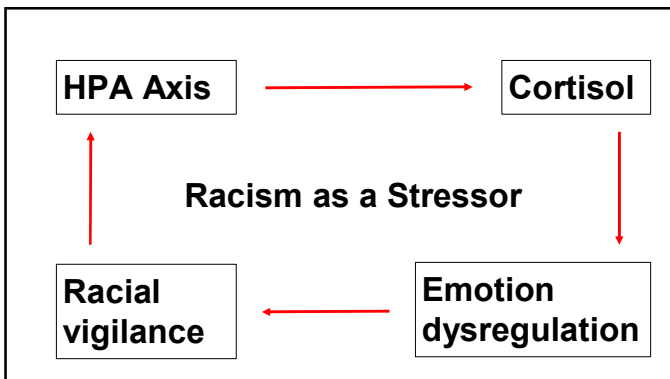 HPA Axis
Cortisol
Racism as a Stressor
Racial
vigilance
Emotion
dysregulation